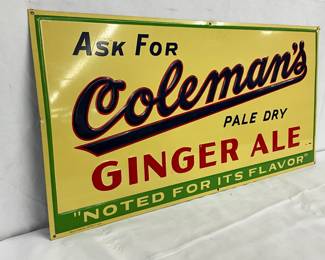 Ask For
Coleman's
PALE DRY
GINGER ALE
"NOTED FOR ITS FLAVOR"